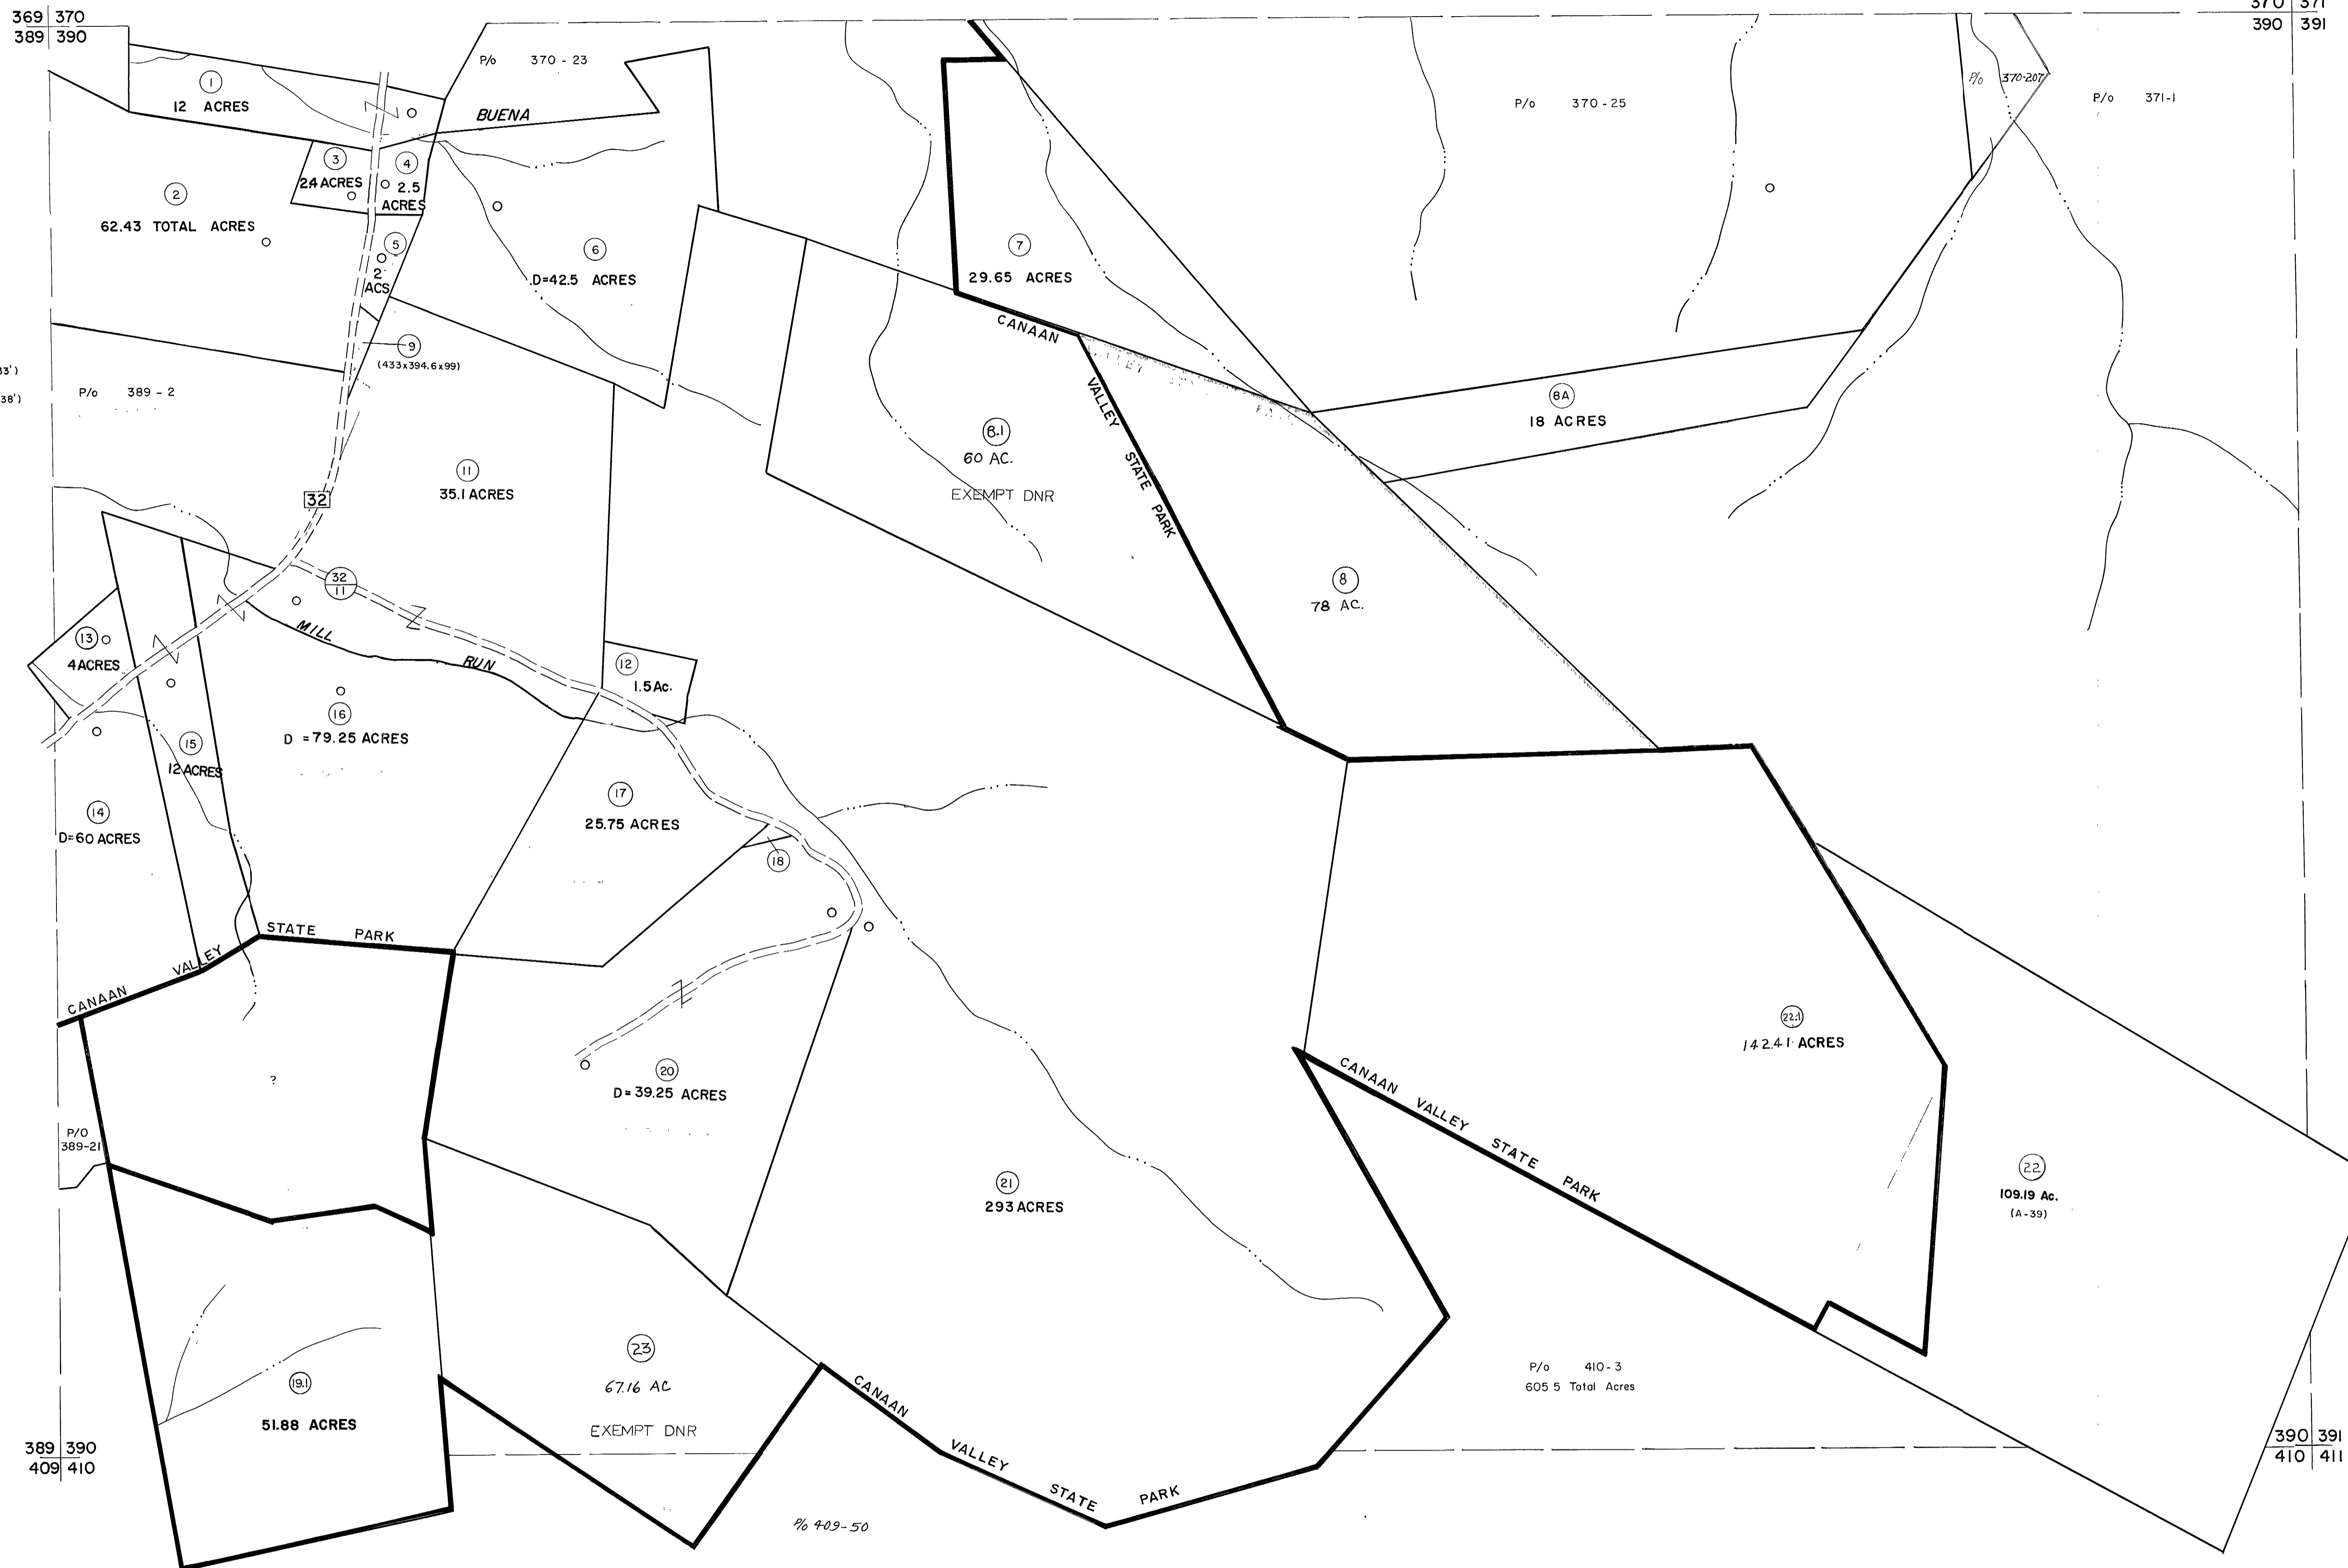 369 370
389 390
370 371
390 391
P/o 370 - 23
BUENA
1
12 ACRES
P/o 370 - 25
P/o 370-207
P/o 371-1
2
62.43 TOTAL ACRES
3
2.4 ACRES
4
2.5
ACRES
5
2
ACS
6
D=42.5 ACRES
7
29.65 ACRES
CANAAN
VALLEY
STATE
PARK
9
(433x394.6x99)
33')
38')
P/o 389 - 2
8A
18 ACRES
8.1
60 AC.
EXEMPT DNR
11
35.1 ACRES
32
32
11
8
78 AC.
MILL
RUN
13
4 ACRES
12
1.5 Ac.
16
D = 79.25 ACRES
15
12 ACRES
14
D=60 ACRES
17
25.75 ACRES
18
CANAAN VALLEY STATE PARK
?
P/O
389-21
20
D= 39.25 ACRES
22.1
142.41 ACRES
CANAAN VALLEY STATE PARK
21
293 ACRES
22
109.19 Ac.
(A-39)
19.1
51.88 ACRES
23
67.16 AC
EXEMPT DNR
P/o 410-3
605 5 Total Acres
CANAAN VALLEY STATE PARK
P/o 409-50
389 390
409 410
390 391
410 411